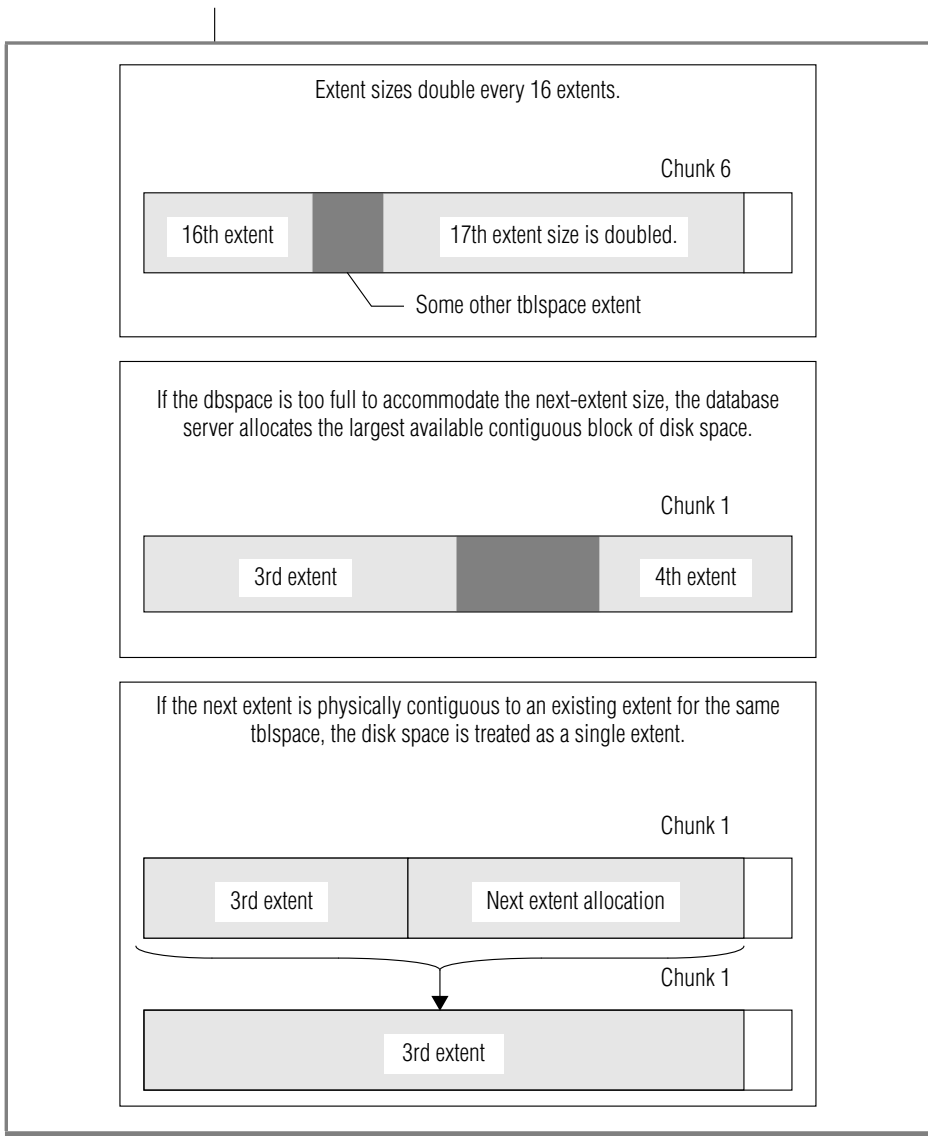 Extent sizes double every 16 extents.
Chunk 6
16th extent
17th extent size is doubled.
Some other tblspace extent
If the dbspace is too full to accommodate the next-extent size, the database
server allocates the largest available contiguous block of disk space.
Chunk 1
3rd extent
4th extent
If the next extent is physically contiguous to an existing extent for the same
tblspace, the disk space is treated as a single extent.
Chunk 1
3rd extent
Next extent allocation
Chunk 1
3rd extent